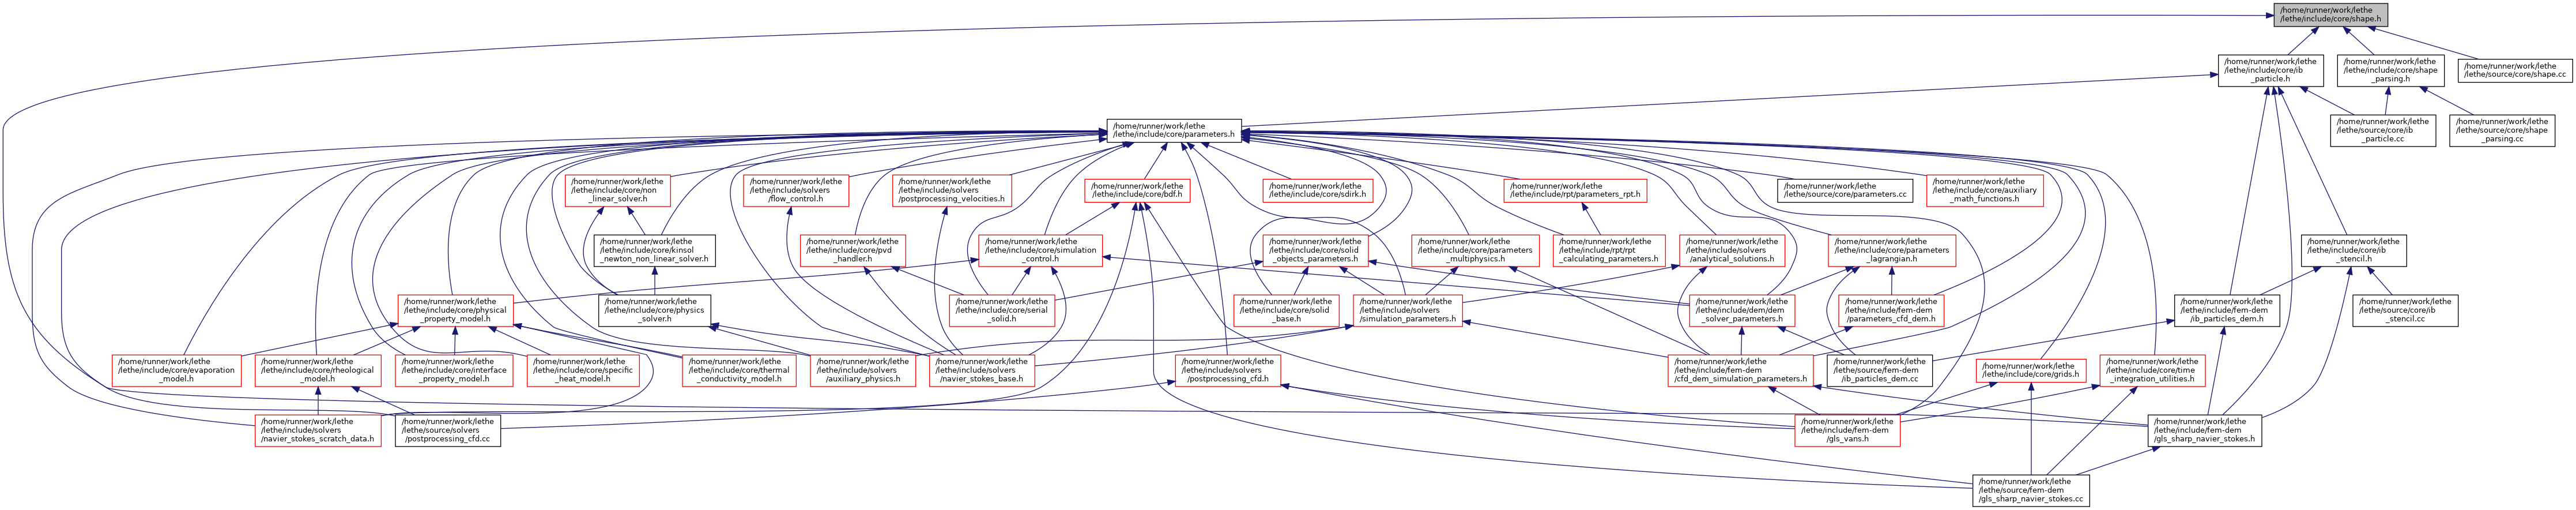 /home/runner/work/lethe
/lethe/include/core/shape.h
/home/runner/work/lethe
/lethe/include/core/ib
_particle.h
/home/runner/work/lethe
/lethe/include/core/shape
_parsing.h
/home/runner/work/lethe
/lethe/source/core/shape.cc
/home/runner/work/lethe
/lethe/include/core/parameters.h
/home/runner/work/lethe
/lethe/source/core/ib
_particle.cc
/home/runner/work/lethe
/lethe/source/core/shape
_parsing.cc
/home/runner/work/lethe
/lethe/include/core/non
_linear_solver.h
/home/runner/work/lethe
/lethe/include/solvers
/flow_control.h
/home/runner/work/lethe
/lethe/include/solvers
/postprocessing_velocities.h
/home/runner/work/lethe
/lethe/include/core/bdf.h
/home/runner/work/lethe
/lethe/include/core/sdirk.h
/home/runner/work/lethe
/lethe/include/rpt/parameters_rpt.h
/home/runner/work/lethe
/lethe/source/core/parameters.cc
/home/runner/work/lethe
/lethe/include/core/auxiliary
_math_functions.h
/home/runner/work/lethe
/lethe/include/core/kinsol
_newton_non_linear_solver.h
/home/runner/work/lethe
/lethe/include/core/pvd
_handler.h
/home/runner/work/lethe
/lethe/include/core/simulation
_control.h
/home/runner/work/lethe
/lethe/include/core/solid
_objects_parameters.h
/home/runner/work/lethe
/lethe/include/core/parameters
_multiphysics.h
/home/runner/work/lethe
/lethe/include/rpt/rpt
_calculating_parameters.h
/home/runner/work/lethe
/lethe/include/solvers
/analytical_solutions.h
/home/runner/work/lethe
/lethe/include/core/parameters
_lagrangian.h
/home/runner/work/lethe
/lethe/include/core/ib
_stencil.h
/home/runner/work/lethe
/lethe/include/core/physical
_property_model.h
/home/runner/work/lethe
/lethe/include/core/physics
_solver.h
/home/runner/work/lethe
/lethe/include/core/serial
_solid.h
/home/runner/work/lethe
/lethe/include/core/solid
_base.h
/home/runner/work/lethe
/lethe/include/solvers
/simulation_parameters.h
/home/runner/work/lethe
/lethe/include/dem/dem
_solver_parameters.h
/home/runner/work/lethe
/lethe/include/fem-dem
/parameters_cfd_dem.h
/home/runner/work/lethe
/lethe/include/fem-dem
/ib_particles_dem.h
/home/runner/work/lethe
/lethe/source/core/ib
_stencil.cc
/home/runner/work/lethe
/lethe/include/core/evaporation
_model.h
/home/runner/work/lethe
/lethe/include/core/rheological
_model.h
/home/runner/work/lethe
/lethe/include/core/interface
_property_model.h
/home/runner/work/lethe
/lethe/include/core/specific
_heat_model.h
/home/runner/work/lethe
/lethe/include/core/thermal
_conductivity_model.h
/home/runner/work/lethe
/lethe/include/solvers
/auxiliary_physics.h
/home/runner/work/lethe
/lethe/include/solvers
/navier_stokes_base.h
/home/runner/work/lethe
/lethe/include/solvers
/postprocessing_cfd.h
/home/runner/work/lethe
/lethe/include/fem-dem
/cfd_dem_simulation_parameters.h
/home/runner/work/lethe
/lethe/source/fem-dem
/ib_particles_dem.cc
/home/runner/work/lethe
/lethe/include/core/grids.h
/home/runner/work/lethe
/lethe/include/core/time
_integration_utilities.h
/home/runner/work/lethe
/lethe/include/solvers
/navier_stokes_scratch_data.h
/home/runner/work/lethe
/lethe/source/solvers
/postprocessing_cfd.cc
/home/runner/work/lethe
/lethe/include/fem-dem
/gls_vans.h
/home/runner/work/lethe
/lethe/include/fem-dem
/gls_sharp_navier_stokes.h
/home/runner/work/lethe
/lethe/source/fem-dem
/gls_sharp_navier_stokes.cc